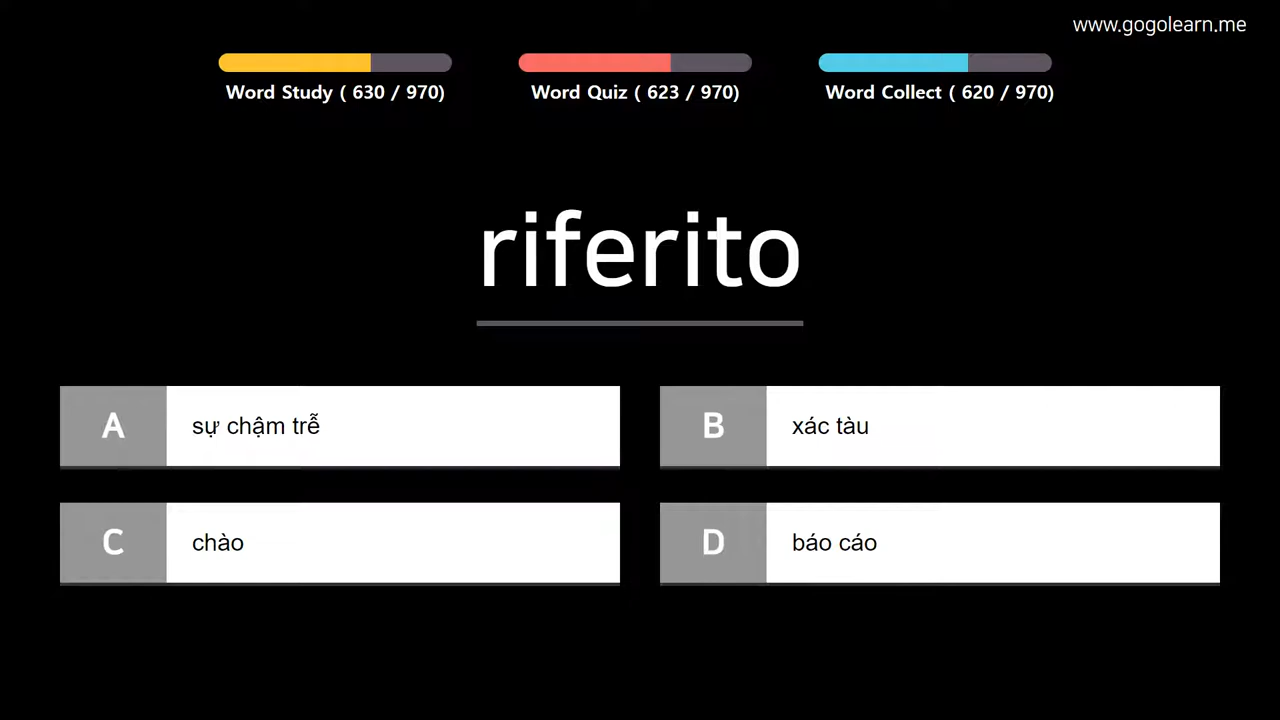 www.gogolearn.me
Word Study ( 630 / 970)
Word Quiz ( 623 / 970)
Word Collect ( 620 / 970)
riferito
A sự chậm trễ
B xác tàu
C chào
D báo cáo